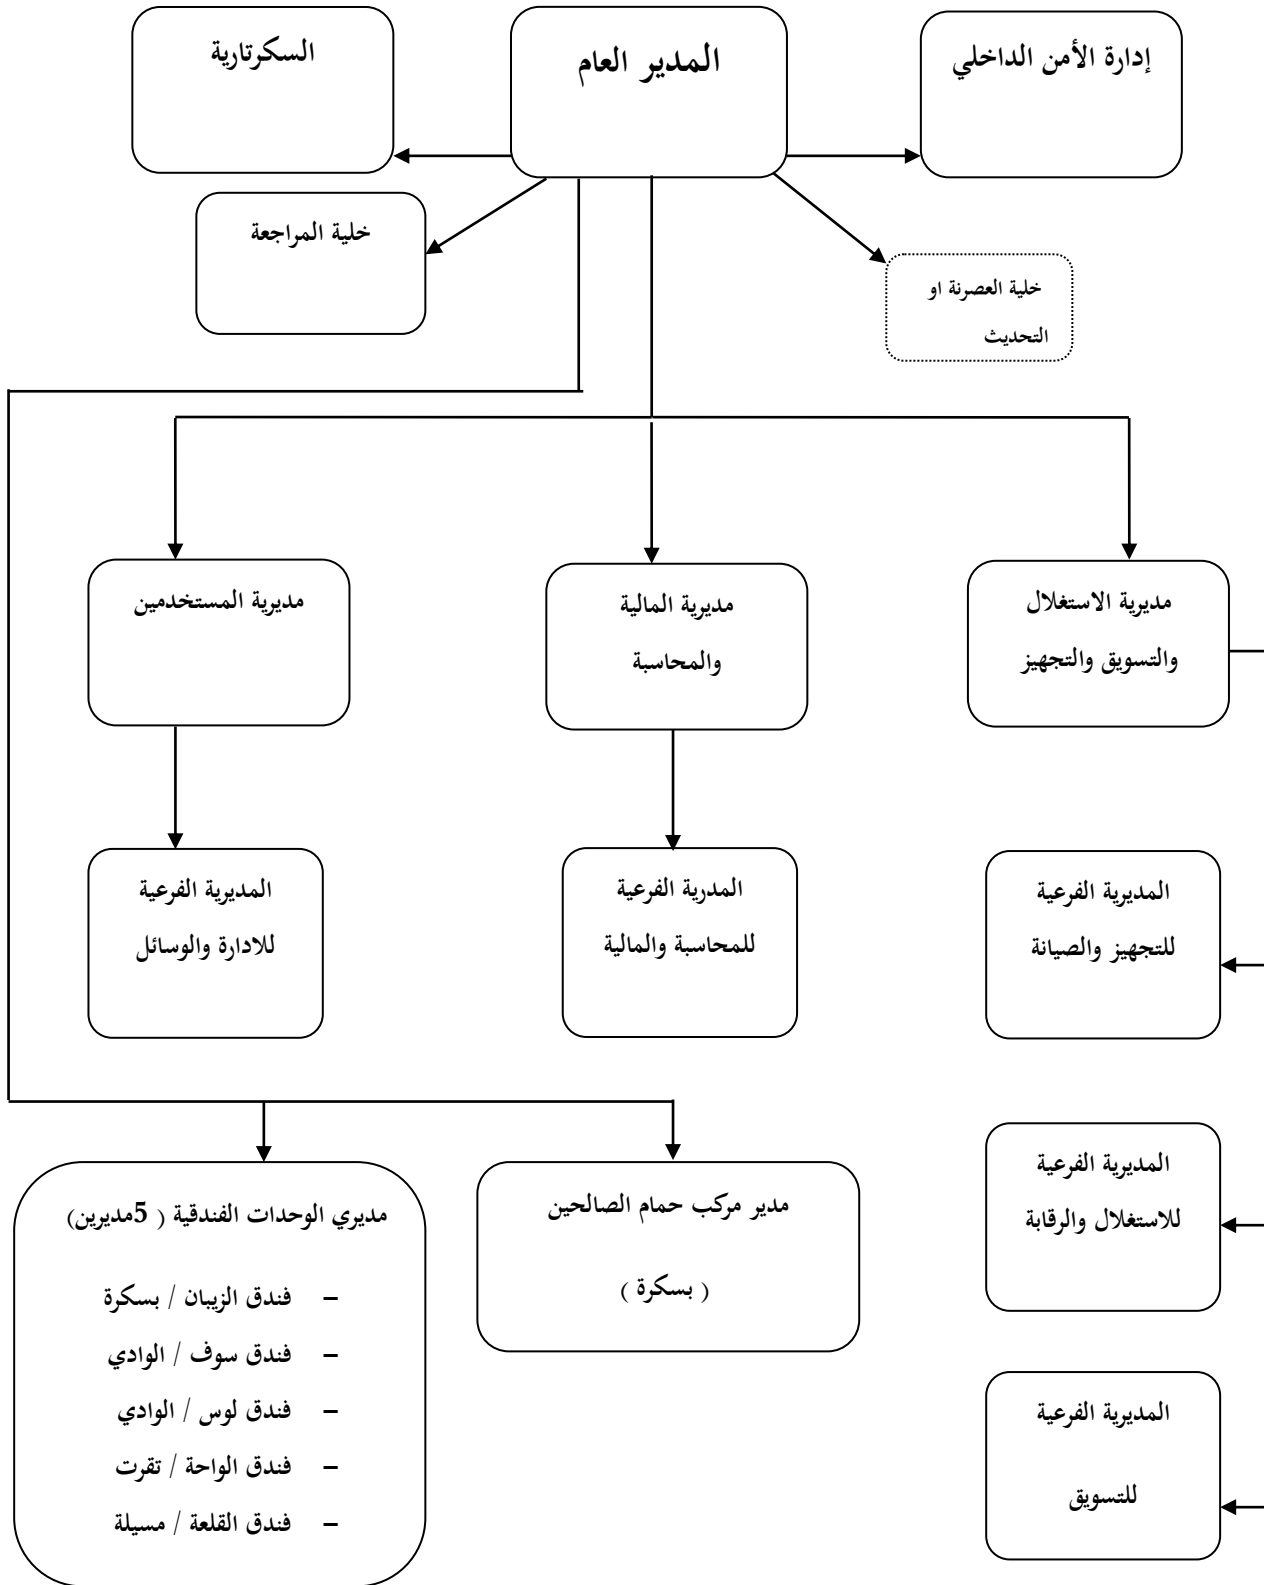 إدارة الأمن الداخلي
المدير العام
السكرتارية
خلية المراجعة
خلية العصرنة او
التحديث
مديرية الاستغلال
والتسويق والتجهيز
مديرية المالية
والمحاسبة
مديرية المستخدمين
المديرية الفرعية
للتجهيز والصيانة
المدرية الفرعية
للمحاسبة والمالية
المديرية الفرعية
للادارة والوسائل
المديرية الفرعية
للاستغلال والرقابة
مدير مركب حمام الصالحين
( بسكرة )
مديري الوحدات الفندقية ( 5مديرين)
– فندق الزيبان / بسكرة
– فندق سوف / الوادي
– فندق لوس / الوادي
– فندق الواحة / تقرت
– فندق القلعة / مسيلة
المديرية الفرعية
للتسويق